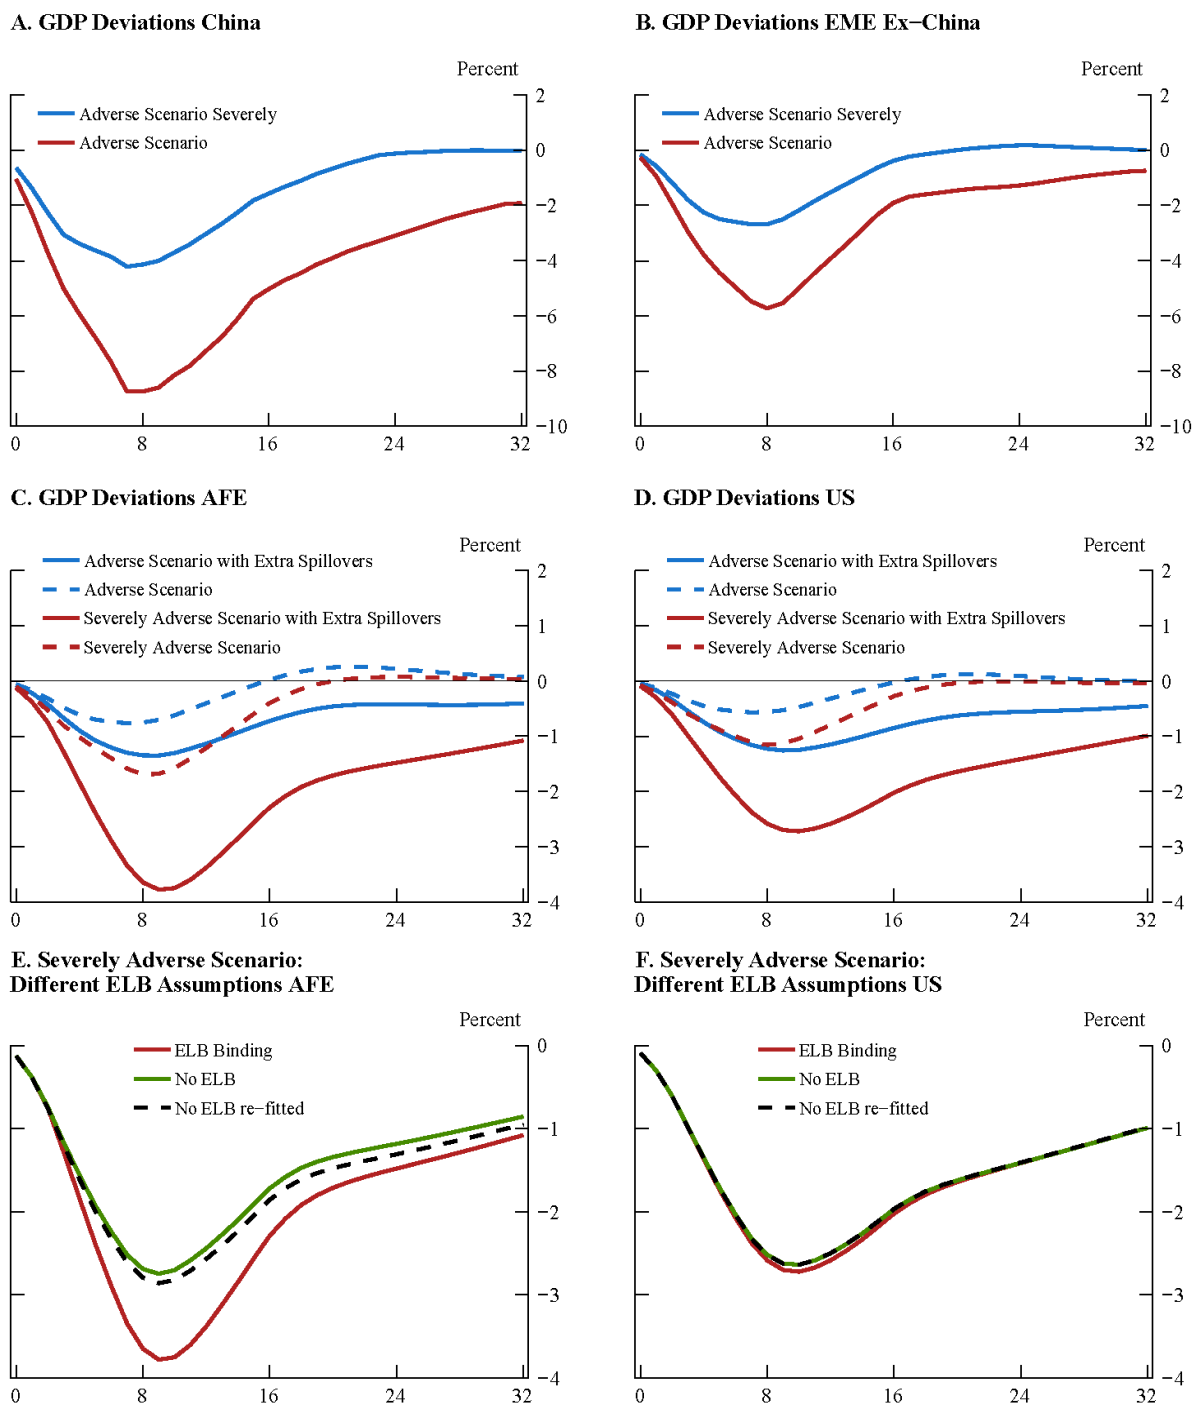 A. GDP Deviations China
Percent
Adverse Scenario Severely
Adverse Scenario
2
0
−2
−4
−6
−8
−10
0 8 16 24 32
B. GDP Deviations EME Ex−China
Percent
Adverse Scenario Severely
Adverse Scenario
2
0
−2
−4
−6
−8
−10
0 8 16 24 32
C. GDP Deviations AFE
Percent
Adverse Scenario with Extra Spillovers
Adverse Scenario
Severely Adverse Scenario with Extra Spillovers
Severely Adverse Scenario
2
1
0
−1
−2
−3
−4
0 8 16 24 32
D. GDP Deviations US
Percent
Adverse Scenario with Extra Spillovers
Adverse Scenario
Severely Adverse Scenario with Extra Spillovers
Severely Adverse Scenario
2
1
0
−1
−2
−3
−4
0 8 16 24 32
E. Severely Adverse Scenario:
Different ELB Assumptions AFE
Percent
ELB Binding
No ELB
No ELB re−fitted
0
−1
−2
−3
−4
0 8 16 24 32
F. Severely Adverse Scenario:
Different ELB Assumptions US
Percent
ELB Binding
No ELB
No ELB re−fitted
0
−1
−2
−3
−4
0 8 16 24 32